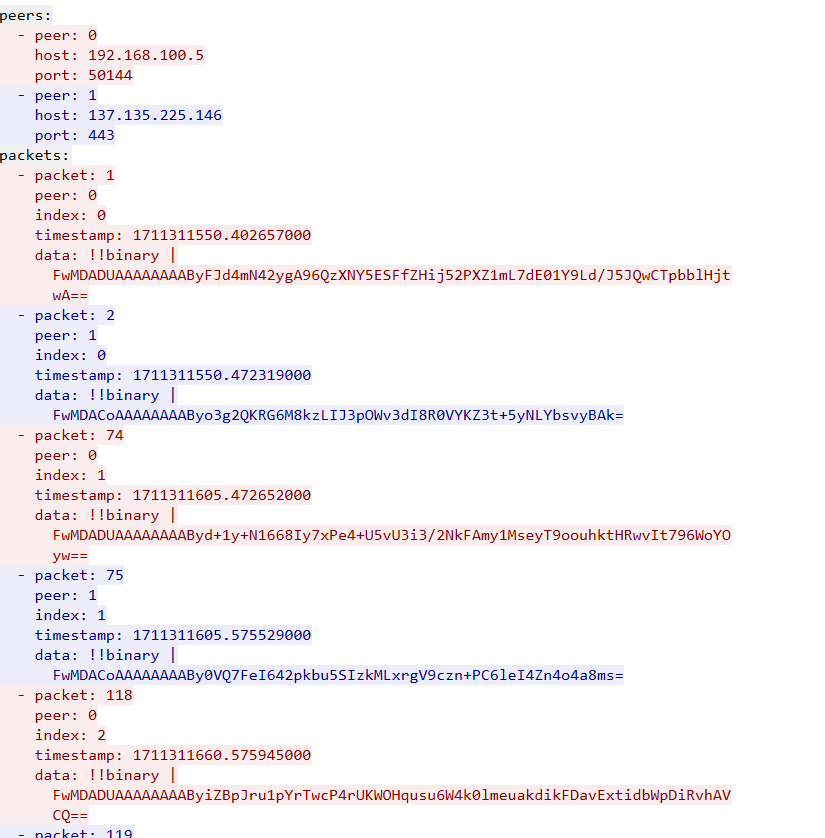 peers:
  - peer: 0
    host: 192.168.100.5
    port: 50144
  - peer: 1
    host: 137.135.225.146
    port: 443
packets:
  - packet: 1
    peer: 0
    index: 0
    timestamp: 1711311550.402657000
    data: !!binary |
      FwMDADUAAAAAAAAAByFJd4mN42ygA96QzXNY5ESFfZHij52PXZ1mL7dE01Y9Ld/J5JQwCTpbblHjt
      wA==
  - packet: 2
    peer: 1
    index: 0
    timestamp: 1711311550.472319000
    data: !!binary |
      FwMDACoAAAAAAAAAByo3g2QKRG6M8kzLIJ3pOWv3dI8R0VYKZ3t+5yNLYbsvyBAk=
  - packet: 74
    peer: 0
    index: 1
    timestamp: 1711311605.472652000
    data: !!binary |
      FwMDADUAAAAAAAAAByd+1y+N1668Iy7xPe4+U5vU3i3/2NkFAmy1MseyT9oouhktHRwvIt796WoYO
      yw==
  - packet: 75
    peer: 1
    index: 1
    timestamp: 1711311605.575529000
    data: !!binary |
      FwMDACoAAAAAAAAABy0VQ7FeI642pkbu5SIzkMLxrgV9czn+PC6leI4Zn4o4a8ms=
  - packet: 118
    peer: 0
    index: 2
    timestamp: 1711311660.575945000
    data: !!binary |
      FwMDADUAAAAAAAAAByiZBpJru1pYrTwcP4rUKWOHqusu6W4k0lmeuakdikFDavExtidbWpDiRvhAV
      CQ==
  - packet: 119